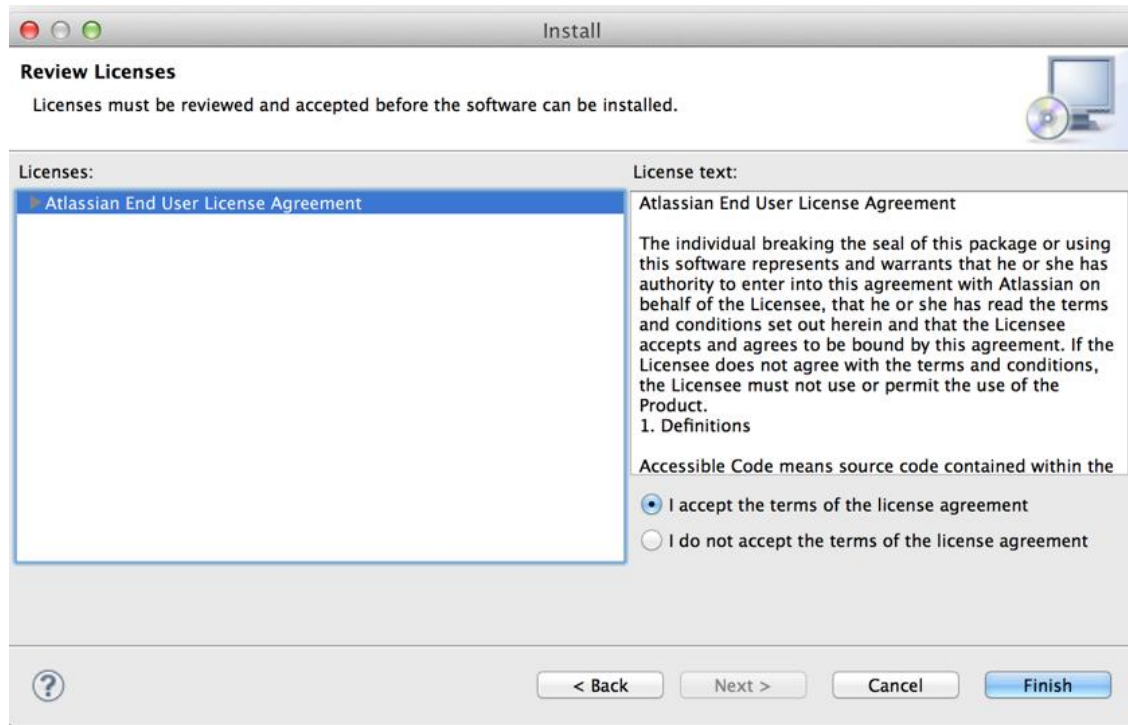 Install
Review Licenses
Licenses must be reviewed and accepted before the software can be installed.
Licenses:
Atlassian End User License Agreement
License text:
Atlassian End User License Agreement
The individual breaking the seal of this package or using
this software represents and warrants that he or she has
authority to enter into this agreement with Atlassian on
behalf of the Licensee, that he or she has read the terms
and conditions set out herein and that the Licensee
accepts and agrees to be bound by this agreement. If the
Licensee does not agree with the terms and conditions,
the Licensee must not use or permit the use of the
Product.
1. Definitions
Accessible Code means source code contained within the
I accept the terms of the license agreement
I do not accept the terms of the license agreement
?
< Back
Next >
Cancel
Finish